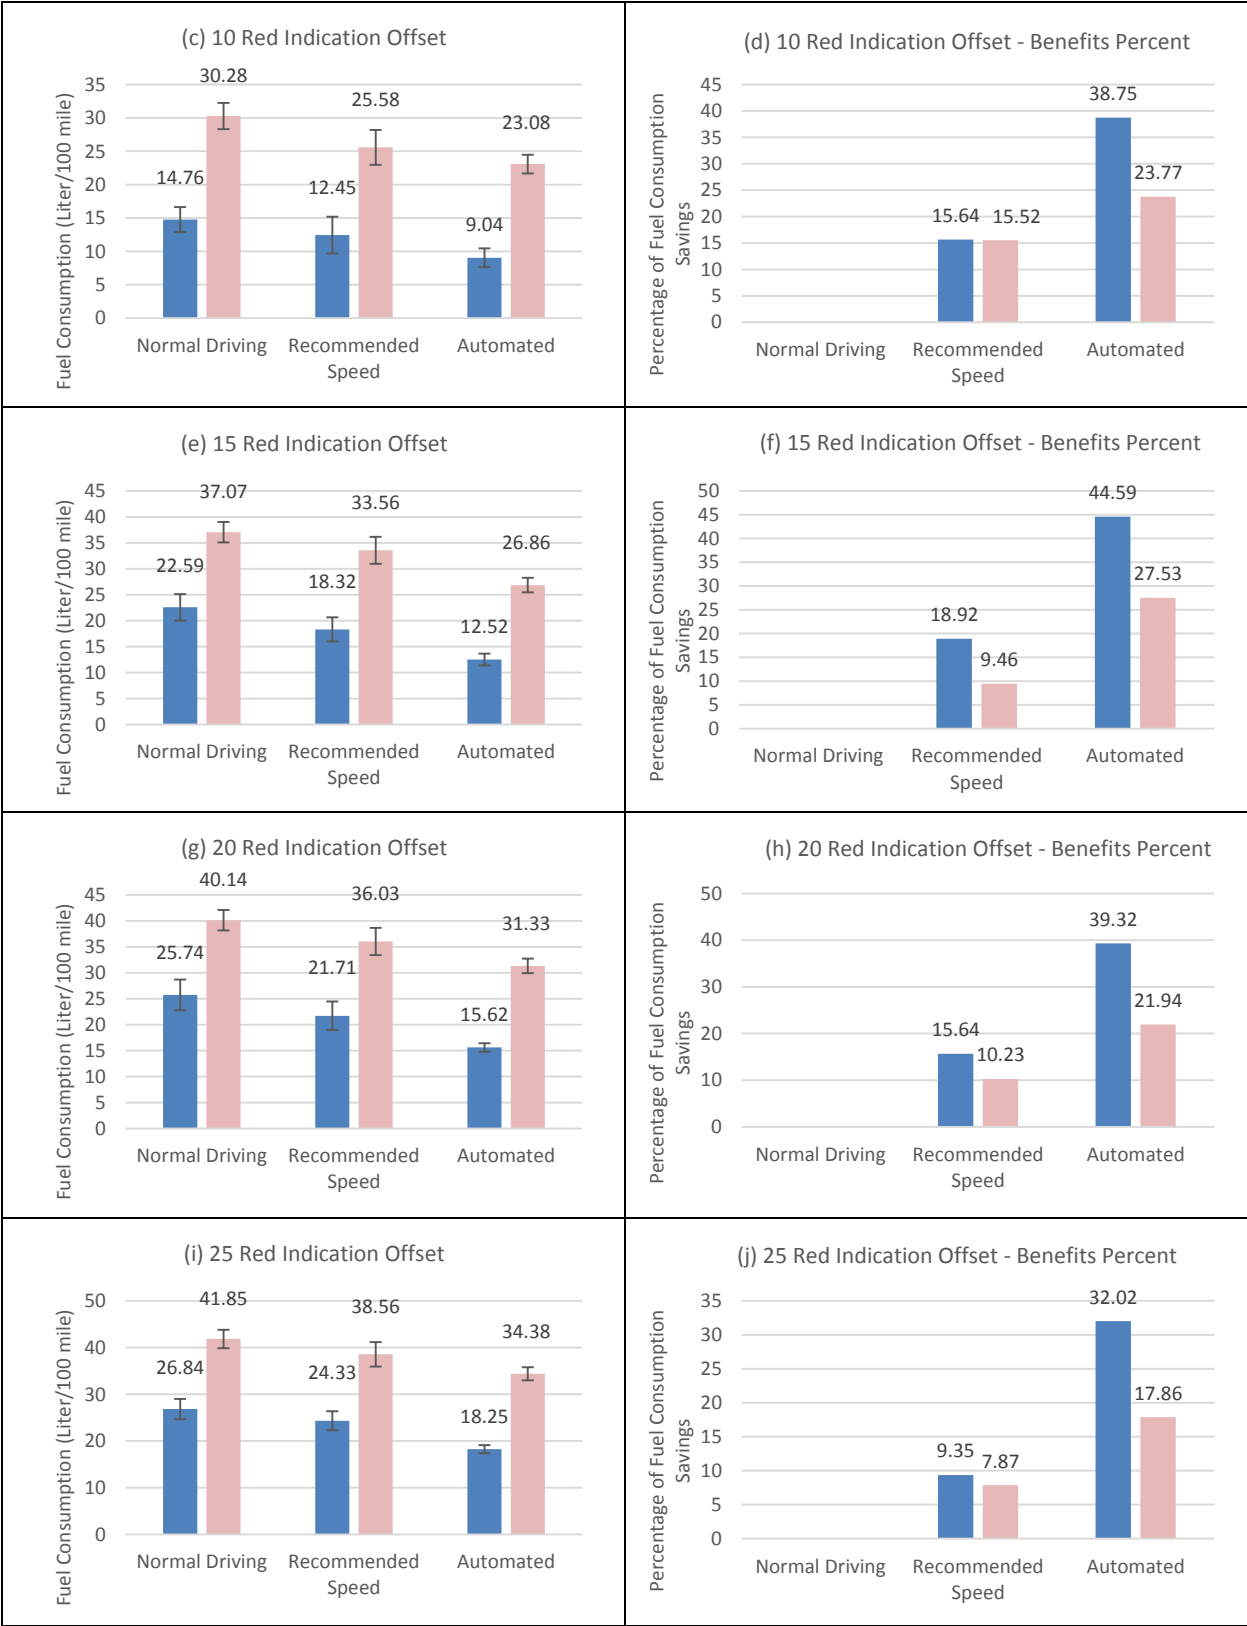 (c) 10 Red Indication Offset
Fuel Consumption (Liter/100 mile)
35
30
25
20
15
10
5
0
14.76
30.28
12.45
25.58
9.04
23.08
Normal Driving
Recommended
Speed
Automated
(d) 10 Red Indication Offset - Benefits Percent
Percentage of Fuel Consumption
Savings
45
40
35
30
25
20
15
10
5
0
15.64
15.52
38.75
23.77
Normal Driving
Recommended
Speed
Automated
(e) 15 Red Indication Offset
Fuel Consumption (Liter/100 mile)
45
40
35
30
25
20
15
10
5
0
22.59
37.07
18.32
33.56
12.52
26.86
Normal Driving
Recommended
Speed
Automated
(f) 15 Red Indication Offset - Benefits Percent
Percentage of Fuel Consumption
Savings
50
45
40
35
30
25
20
15
10
5
0
18.92
9.46
44.59
27.53
Normal Driving
Recommended
Speed
Automated
(g) 20 Red Indication Offset
Fuel Consumption (Liter/100 mile)
45
40
35
30
25
20
15
10
5
0
25.74
40.14
21.71
36.03
15.62
31.33
Normal Driving
Recommended
Speed
Automated
(h) 20 Red Indication Offset - Benefits Percent
Percentage of Fuel Consumption
Savings
50
40
30
20
10
0
15.64
10.23
39.32
21.94
Normal Driving
Recommended
Speed
Automated
(i) 25 Red Indication Offset
Fuel Consumption (Liter/100 mile)
50
40
30
20
10
0
26.84
41.85
24.33
38.56
18.25
34.38
Normal Driving
Recommended
Speed
Automated
(j) 25 Red Indication Offset - Benefits Percent
Percentage of Fuel Consumption
Savings
35
30
25
20
15
10
5
0
9.35
7.87
32.02
17.86
Normal Driving
Recommended
Speed
Automated